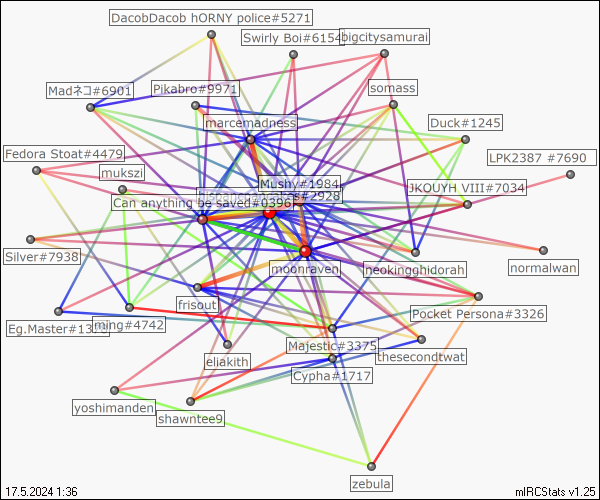 DacobDacob hORNY police#5271
Swirly Boi#6154
bigcitysamurai
Madネコ#6901
Pikabro#9971
somass
marcemadness
Duck#1245
Fedora Stoat#4479
LPK2387 #7690
mukszi
Mushy#1984
JKOUYH VIII#7034
#2928
Can anything be saved#0396
Silver#7938
moonraven
neokingghidorah
normalwan
frisout
Pocket Persona#3326
Eg.Master#13
ming#4742
eliakith
Majestic#3375
thesecondtwat
Cypha#1717
yoshimanden
shawntee9
zebula
17.5.2024 1:36
mIRCStats v1.25